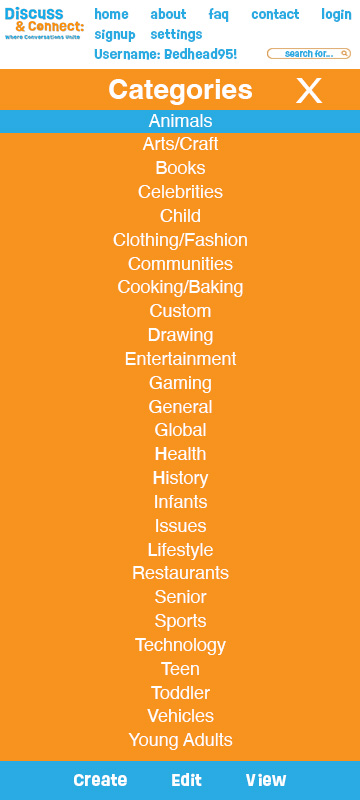 Discuss
& Connect:
Where Conversations Unite
home about faq contact login
signup settings
Username: Bedhead95!
search for...
Categories X
Animals
Arts/Craft
Books
Celebrities
Child
Clothing/Fashion
Communities
Cooking/Baking
Custom
Drawing
Entertainment
Gaming
General
Global
Health
History
Infants
Issues
Lifestyle
Restaurants
Senior
Sports
Technology
Teen
Toddler
Vehicles
Young Adults
Create Edit View